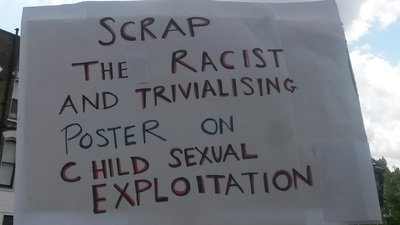 SCRAP
THE RACIST
AND TRIVIALISING
POSTER ON
CHILD SEXUAL
EXPLOITATION